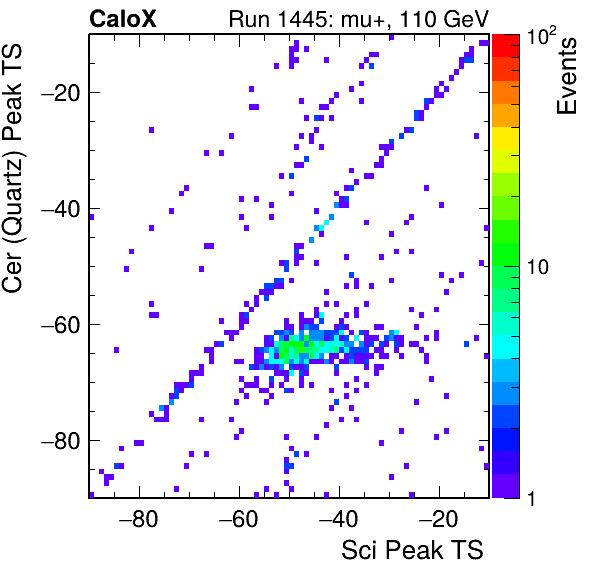 CaloX Run 1445: mu+, 110 GeV
Cer (Quartz) Peak TS
−20
−40
−60
−80
−80 −60 −40 −20
Sci Peak TS
10²
10
1
Events